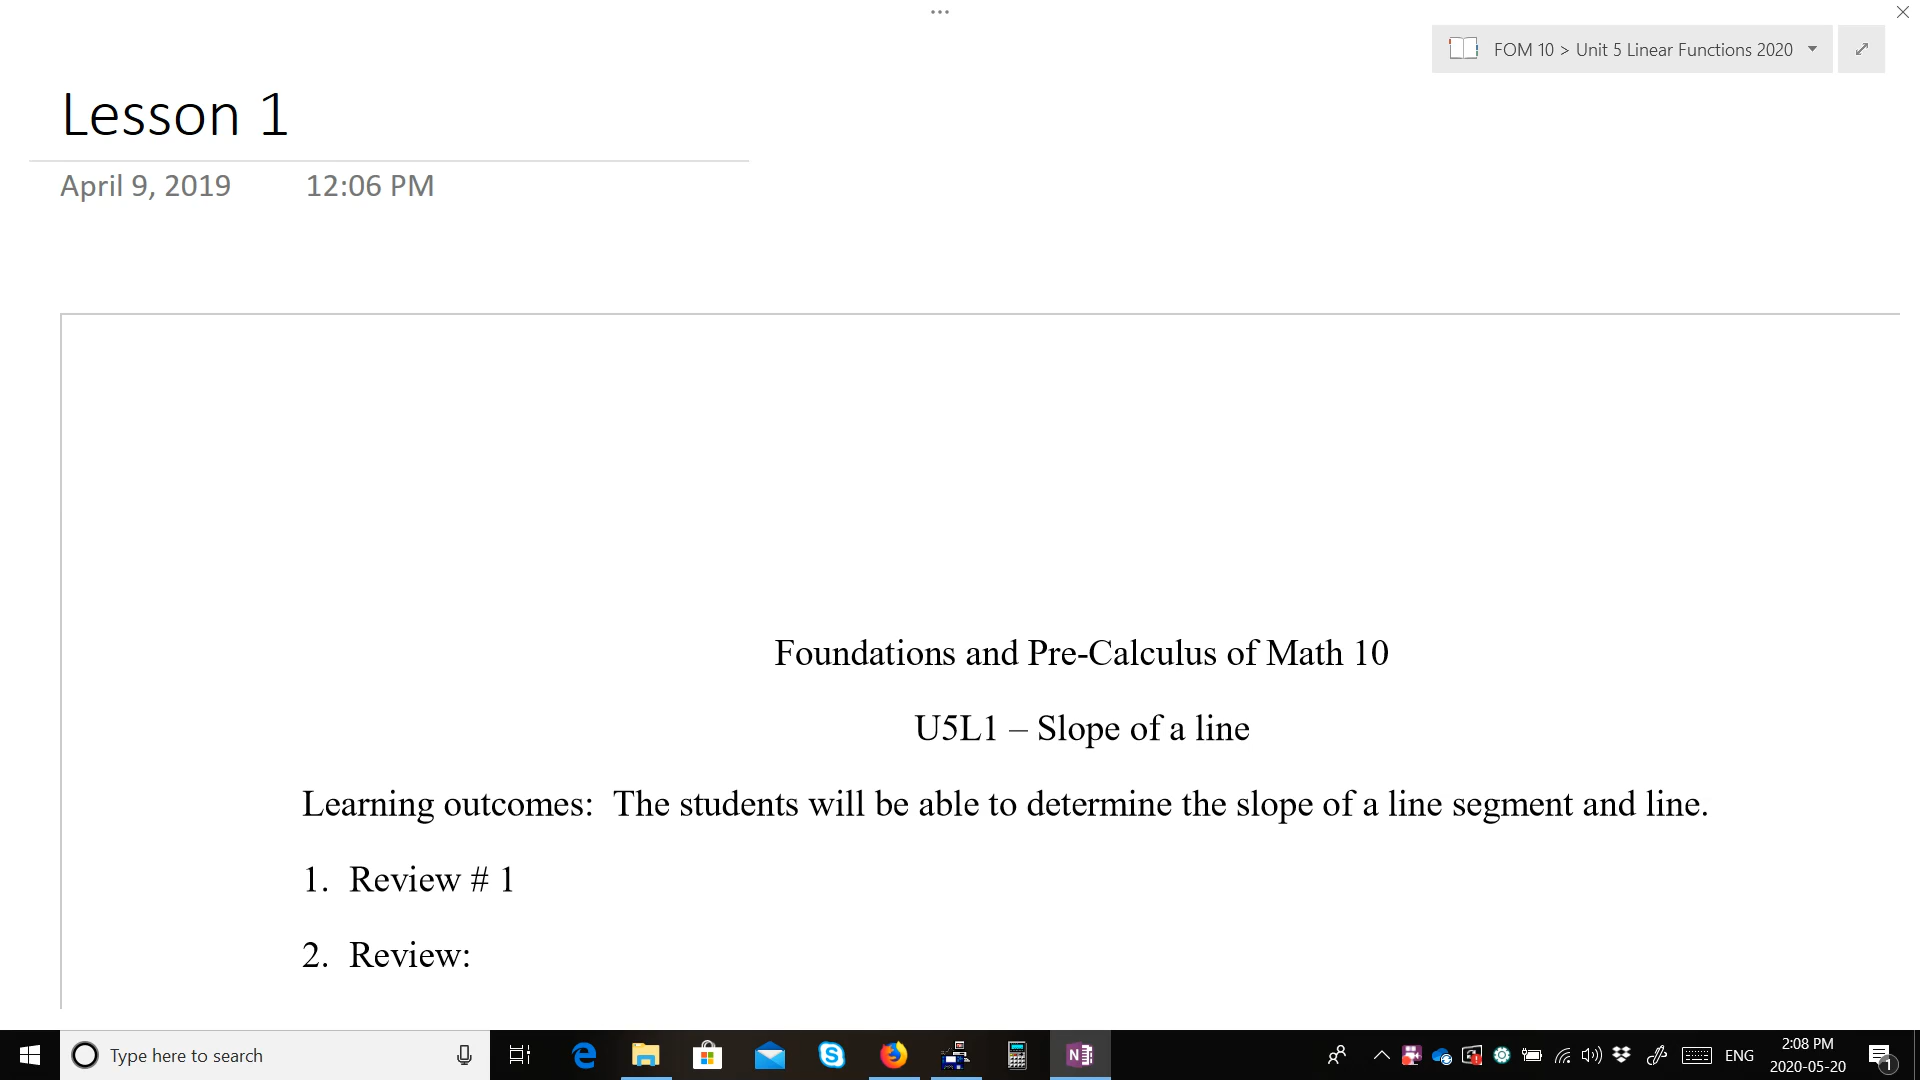 FOM 10 > Unit 5 Linear Functions 2020
Lesson 1
April 9, 2019 12:06 PM
Foundations and Pre-Calculus of Math 10
U5L1 – Slope of a line
Learning outcomes: The students will be able to determine the slope of a line segment and line.
1. Review # 1
2. Review:
Type here to search
ENG
2:08 PM
2020-05-20
1